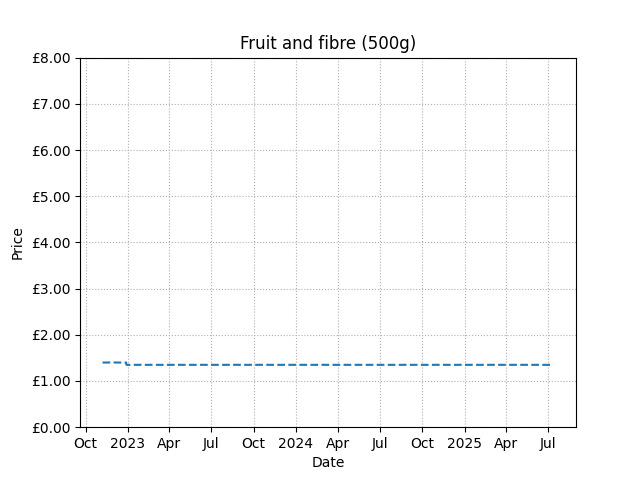 Fruit and fibre (500g)
£8.00
£7.00
£6.00
£5.00
£4.00
£3.00
£2.00
£1.00
£0.00
Price
Oct 2023 Apr Jul Oct 2024 Apr Jul Oct 2025 Apr Jul
Date